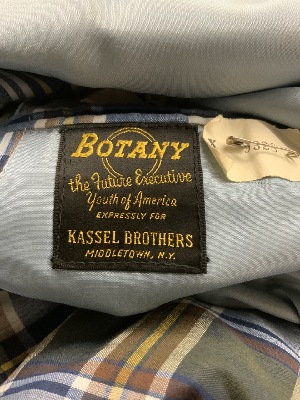 BOTANY
the Future Executive
Youth of America
EXPRESSLY FOR
KASSEL BROTHERS
MIDDLETOWN, N.Y.